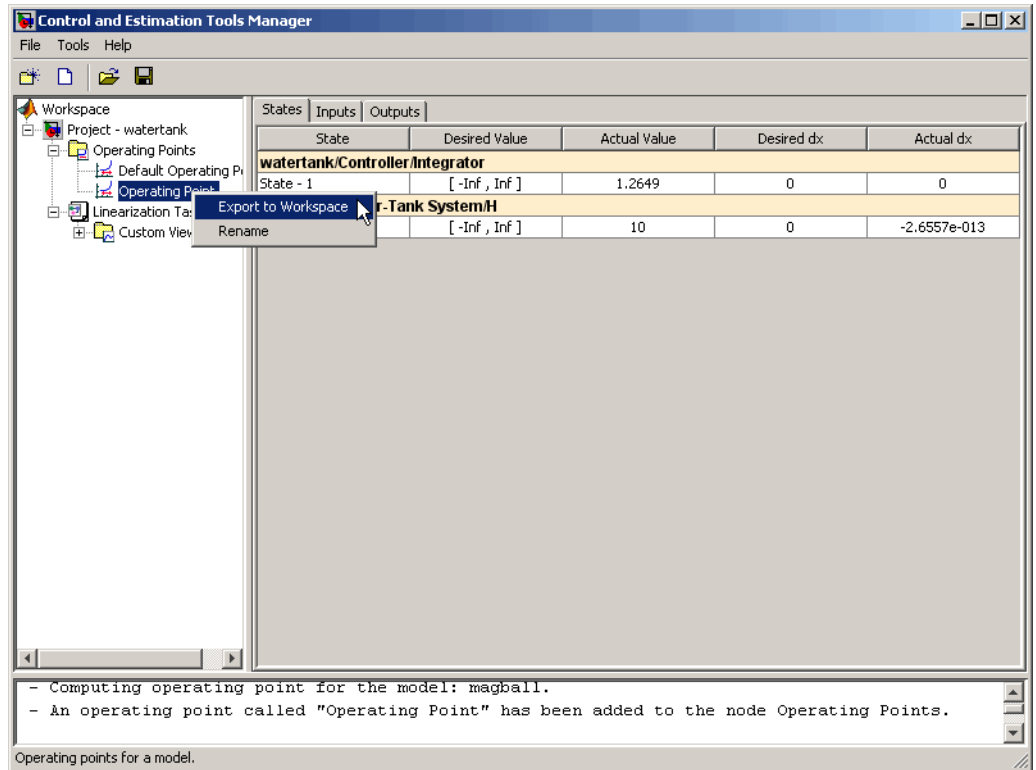 Control and Estimation Tools Manager
File Tools Help
Workspace
Project - watertank
Operating Points
Default Operating P
Operating Point
Linearization Ta
Custom View
Export to Workspace
Rename
States Inputs Outputs
State Desired Value Actual Value Desired dx Actual dx
watertank/Controller/Integrator
State - 1 [ -Inf , Inf ] 1.2649 0 0
r-Tank System/H
[ -Inf , Inf ] 10 0 -2.6557e-013
- Computing operating point for the model: magball.
- An operating point called "Operating Point" has been added to the node Operating Points.
Operating points for a model.